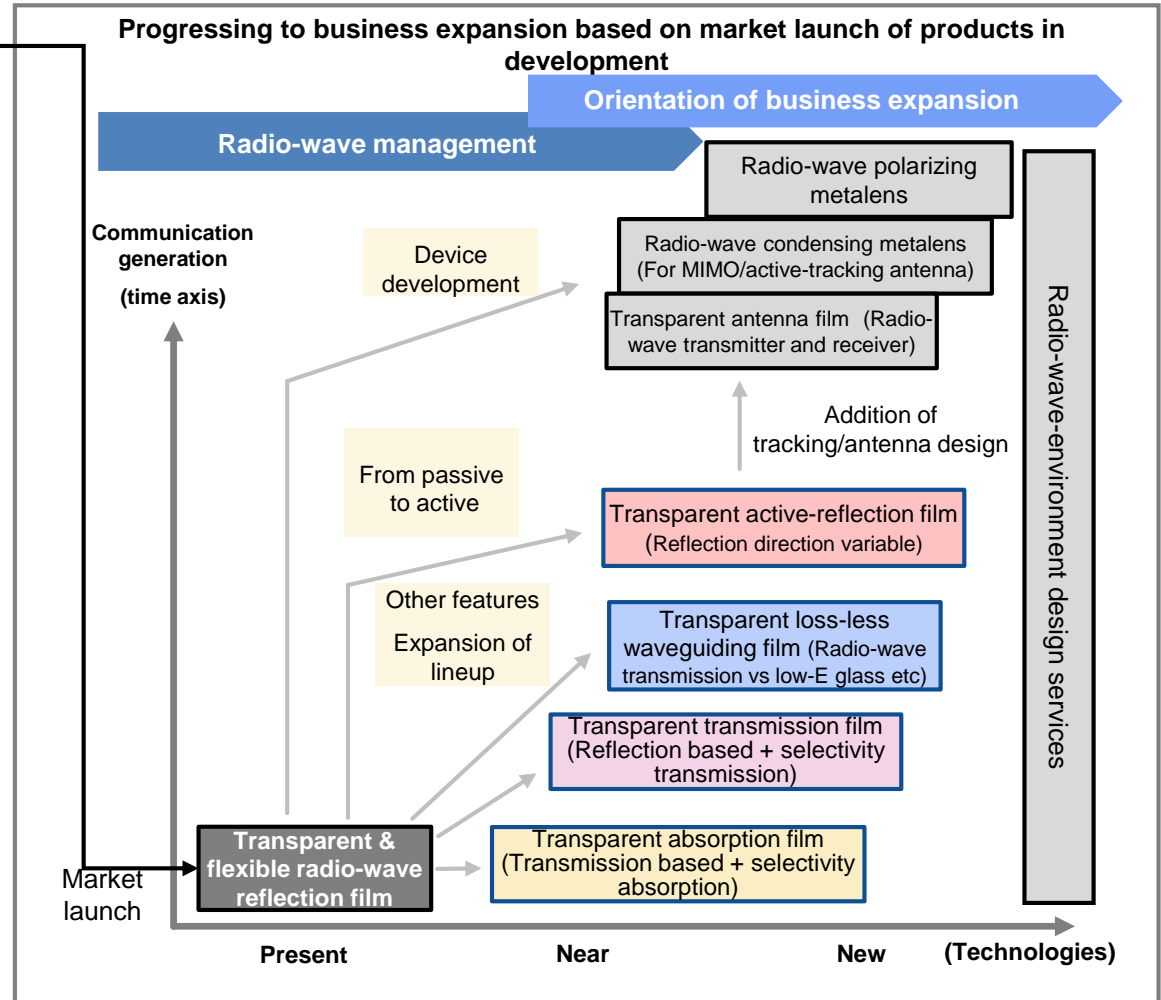 Progressing to business expansion based on market launch of products in
development
Orientation of business expansion
Radio-wave management
Radio-wave polarizing
metalens
Communication
generation
(time axis)
Device
development
Radio-wave condensing metalens
(For MIMO/active-tracking antenna)
Transparent antenna film (Radio-
wave transmitter and receiver)
Radio-wave-environment design services
Addition of
tracking/antenna design
From passive
to active
Transparent active-reflection film
(Reflection direction variable)
Other features
Expansion of
lineup
Transparent loss-less
waveguiding film (Radio-wave
transmission vs low-E glass etc)
Transparent transmission film
(Reflection based + selectivity
transmission)
Transparent &
flexible radio-wave
reflection film
Transparent absorption film
(Transmission based + selectivity
absorption)
Market
launch
Present
Near
New
(Technologies)